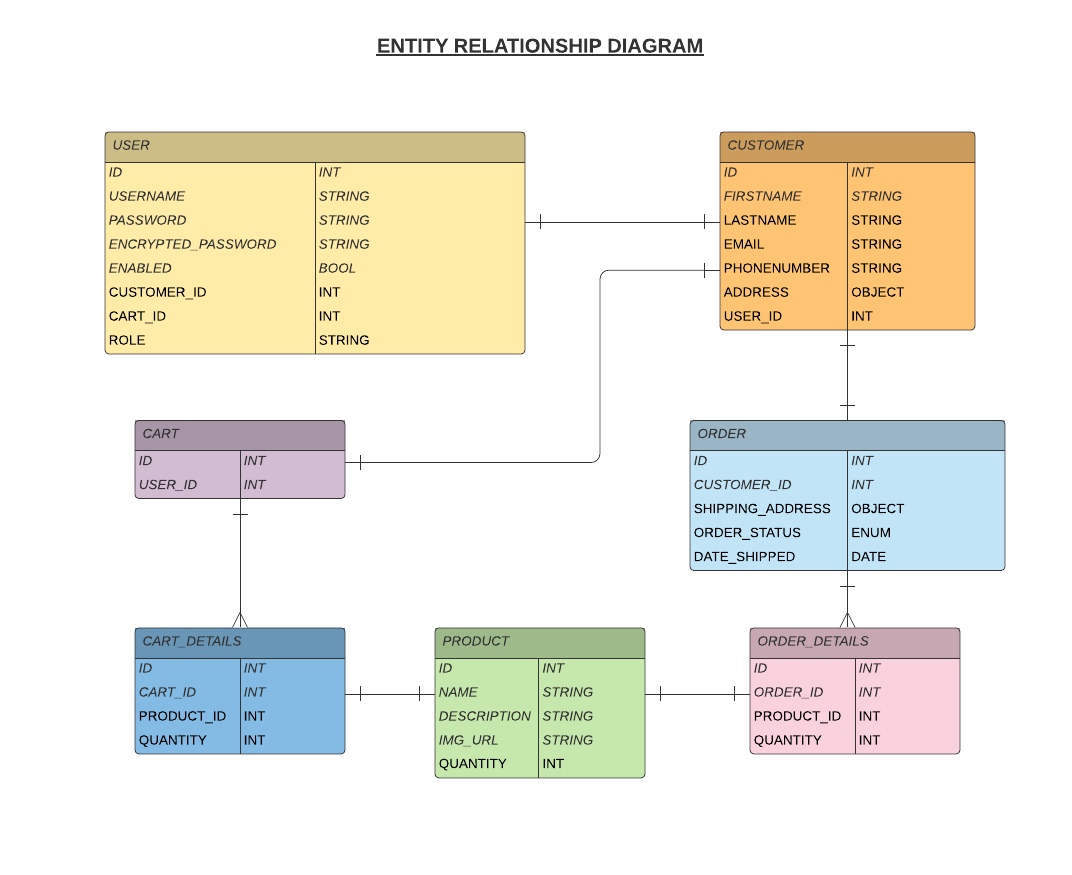 ENTITY RELATIONSHIP DIAGRAM
USER
ID INT
USERNAME STRING
PASSWORD STRING
ENCRYPTED_PASSWORD STRING
ENABLED BOOL
CUSTOMER_ID INT
CART_ID INT
ROLE STRING
CUSTOMER
ID INT
FIRSTNAME STRING
LASTNAME STRING
EMAIL STRING
PHONENUMBER STRING
ADDRESS OBJECT
USER_ID INT
CART
ID INT
USER_ID INT
ORDER
ID INT
CUSTOMER_ID INT
SHIPPING_ADDRESS OBJECT
ORDER_STATUS ENUM
DATE_SHIPPED DATE
CART_DETAILS
ID INT
CART_ID INT
PRODUCT_ID INT
QUANTITY INT
PRODUCT
ID INT
NAME STRING
DESCRIPTION STRING
IMG_URL STRING
QUANTITY INT
ORDER_DETAILS
ID INT
ORDER_ID INT
PRODUCT_ID INT
QUANTITY INT